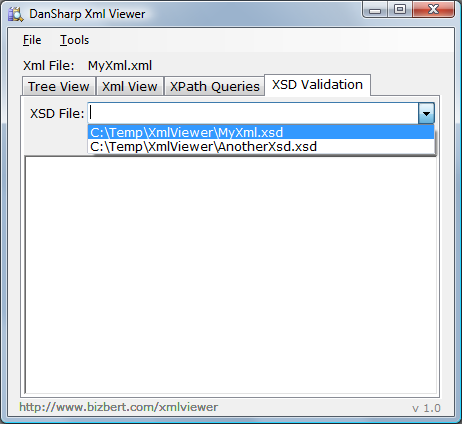 DanSharp Xml Viewer
File Tools
Xml File: MyXml.xml
Tree View Xml View XPath Queries XSD Validation
XSD File:
C:\Temp\XmlViewer\MyXml.xsd
C:\Temp\XmlViewer\AnotherXsd.xsd
http://www.bizbert.com/xmlviewer v 1.0